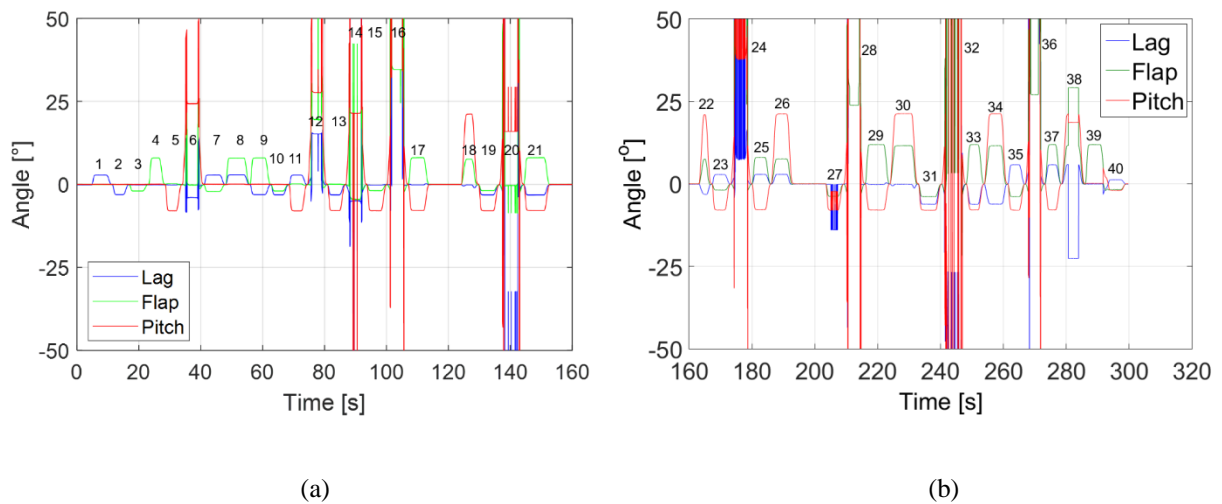 50
25
0
-25
-50
Angle [°]
1 2 3 4 5 6 7 8 9 10 11 12 13 14 15 16 17 18 19 20 21
Lag
Flap
Pitch
0 20 40 60 80 100 120 140 160
Time [s]
(a)
50
25
0
-25
-50
Angle [°]
22 23 24 25 26 27 28 29 30 31 32 33 34 35 36 37 38 39 40
Lag
Flap
Pitch
160 180 200 220 240 260 280 300 320
Time [s]
(b)